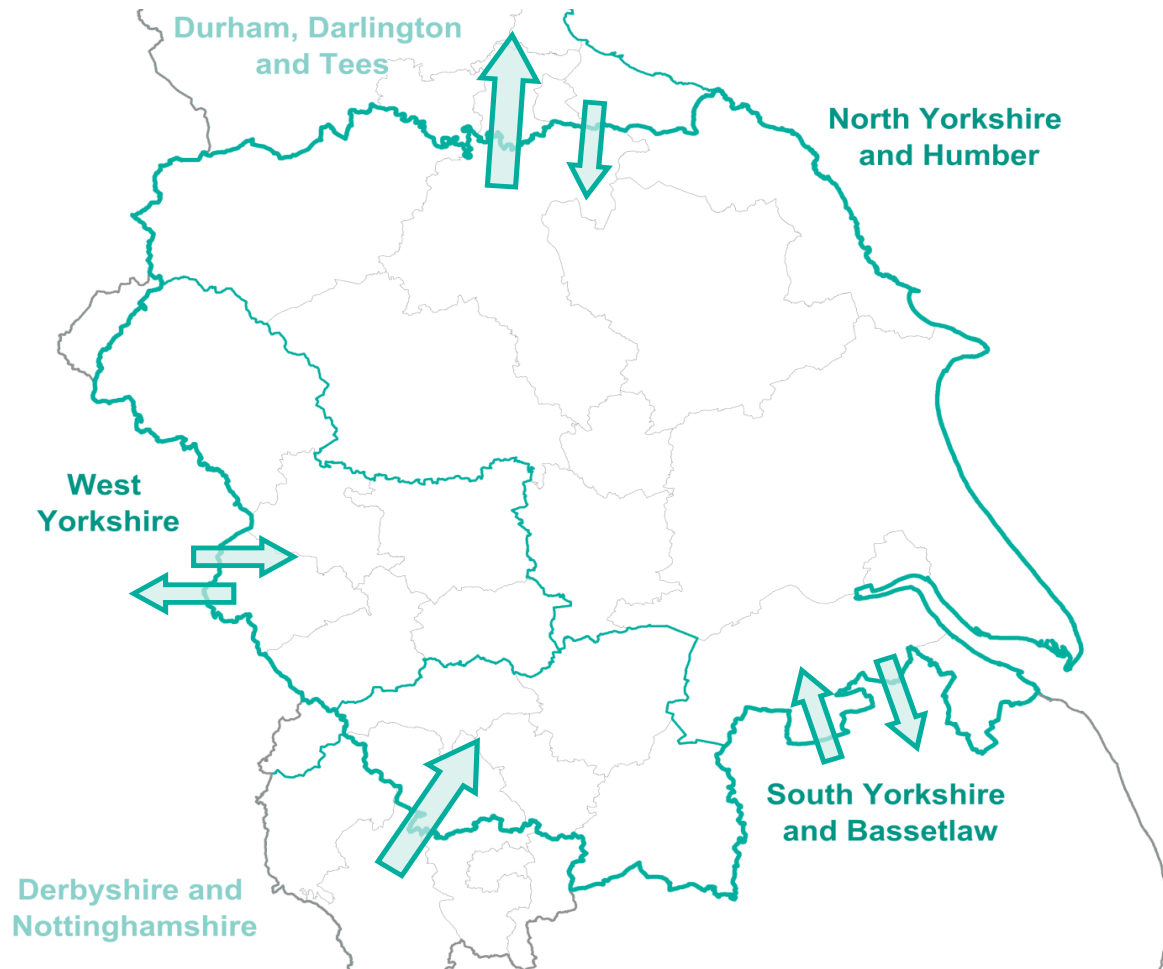 Durham, Darlington
and Tees
North Yorkshire
and Humber
West
Yorkshire
South Yorkshire
and Bassetlaw
Derbyshire and
Nottinghamshire